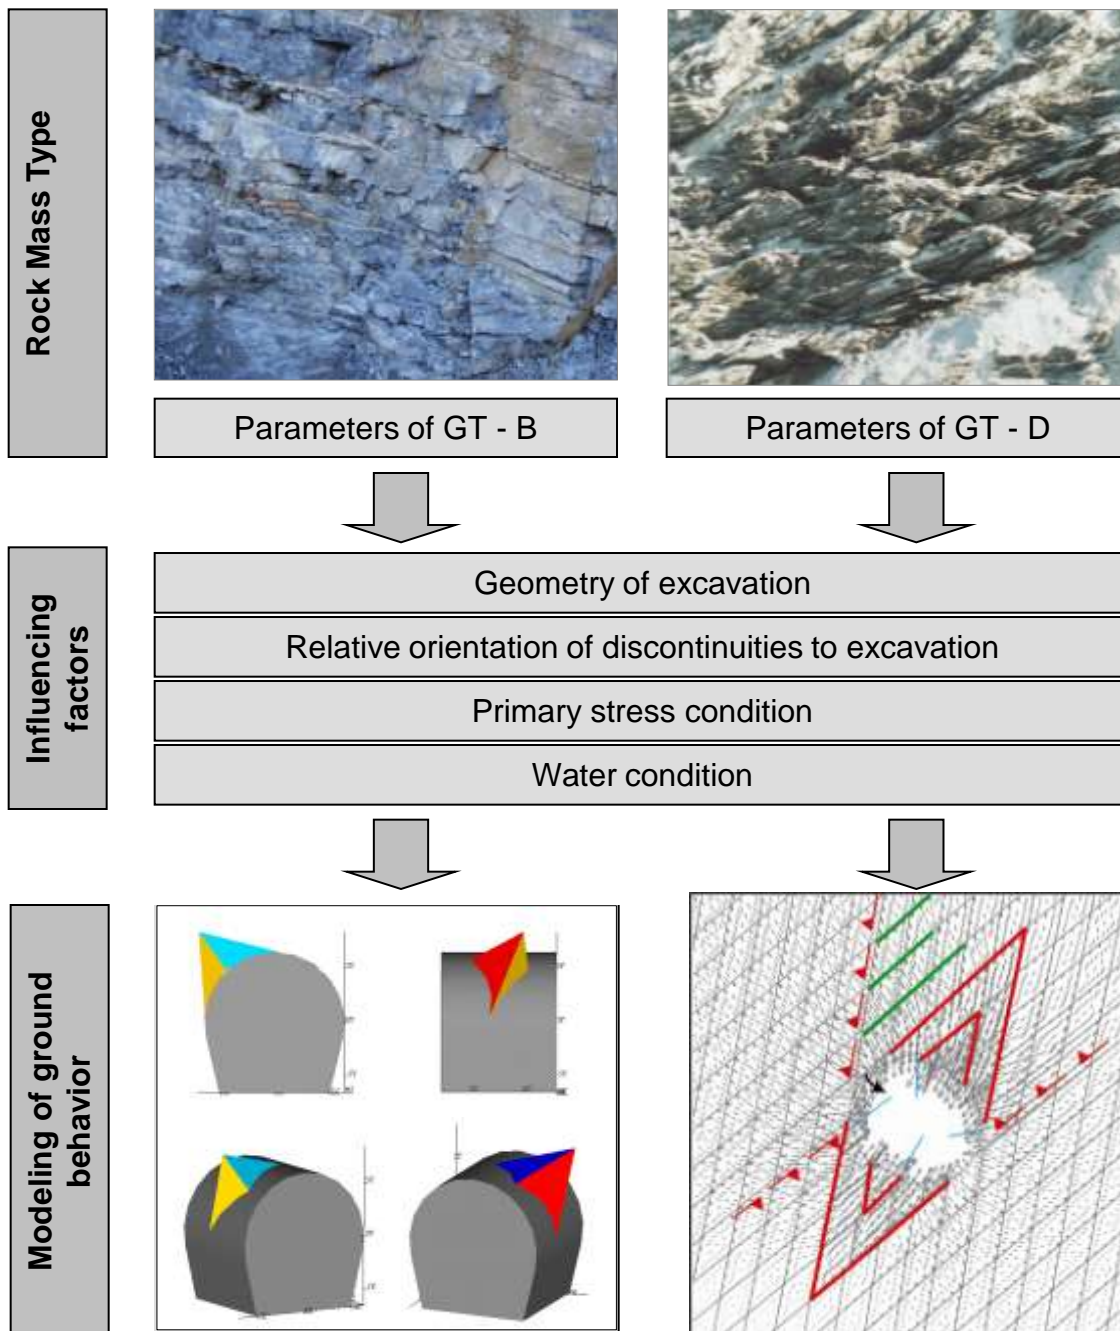 Rock Mass Type
Parameters of GT - B
Parameters of GT - D
Influencing
factors
Geometry of excavation
Relative orientation of discontinuities to excavation
Primary stress condition
Water condition
Modeling of ground
behavior